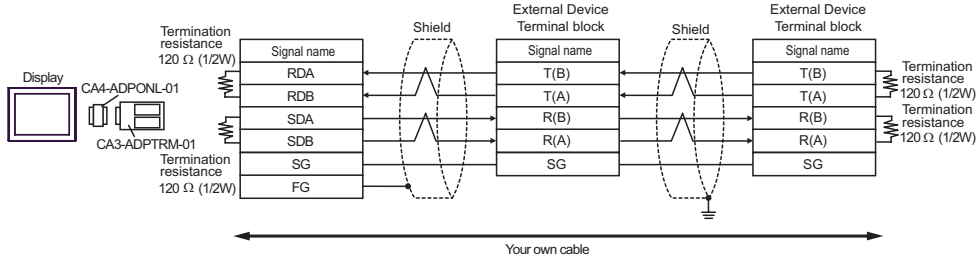 Display
CA4-ADPONL-01
CA3-ADPTRM-01
Termination
resistance
120 Ω (1/2W)
Termination
resistance
120 Ω (1/2W)
Signal name
RDA
RDB
SDA
SDB
SG
FG
Shield
External Device
Terminal block
Signal name
T(B)
T(A)
R(B)
R(A)
SG
Shield
External Device
Terminal block
Signal name
T(B)
T(A)
R(B)
R(A)
SG
Termination
resistance
120 Ω (1/2W)
Termination
resistance
120 Ω (1/2W)
Your own cable